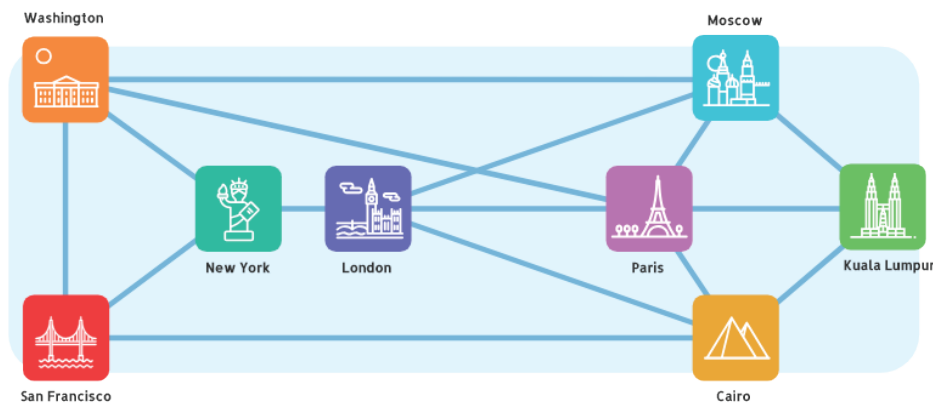 Washington
Moscow
New York
London
Paris
Kuala Lumpur
San Francisco
Cairo